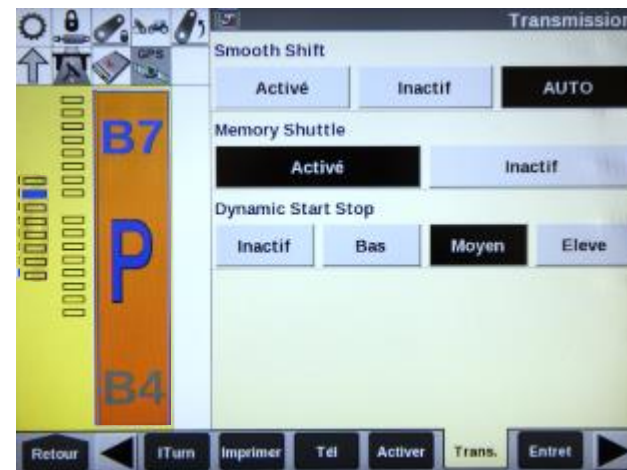 Transmission
GPS
Smooth Shift
Activé Inactif AUTO
Memory Shuttle
Activé Inactif
Dynamic Start Stop
Inactif Bas Moyen Eleve
B7
P
B4
Retour ITurn Imprimer Tél Activer Trans. Entret